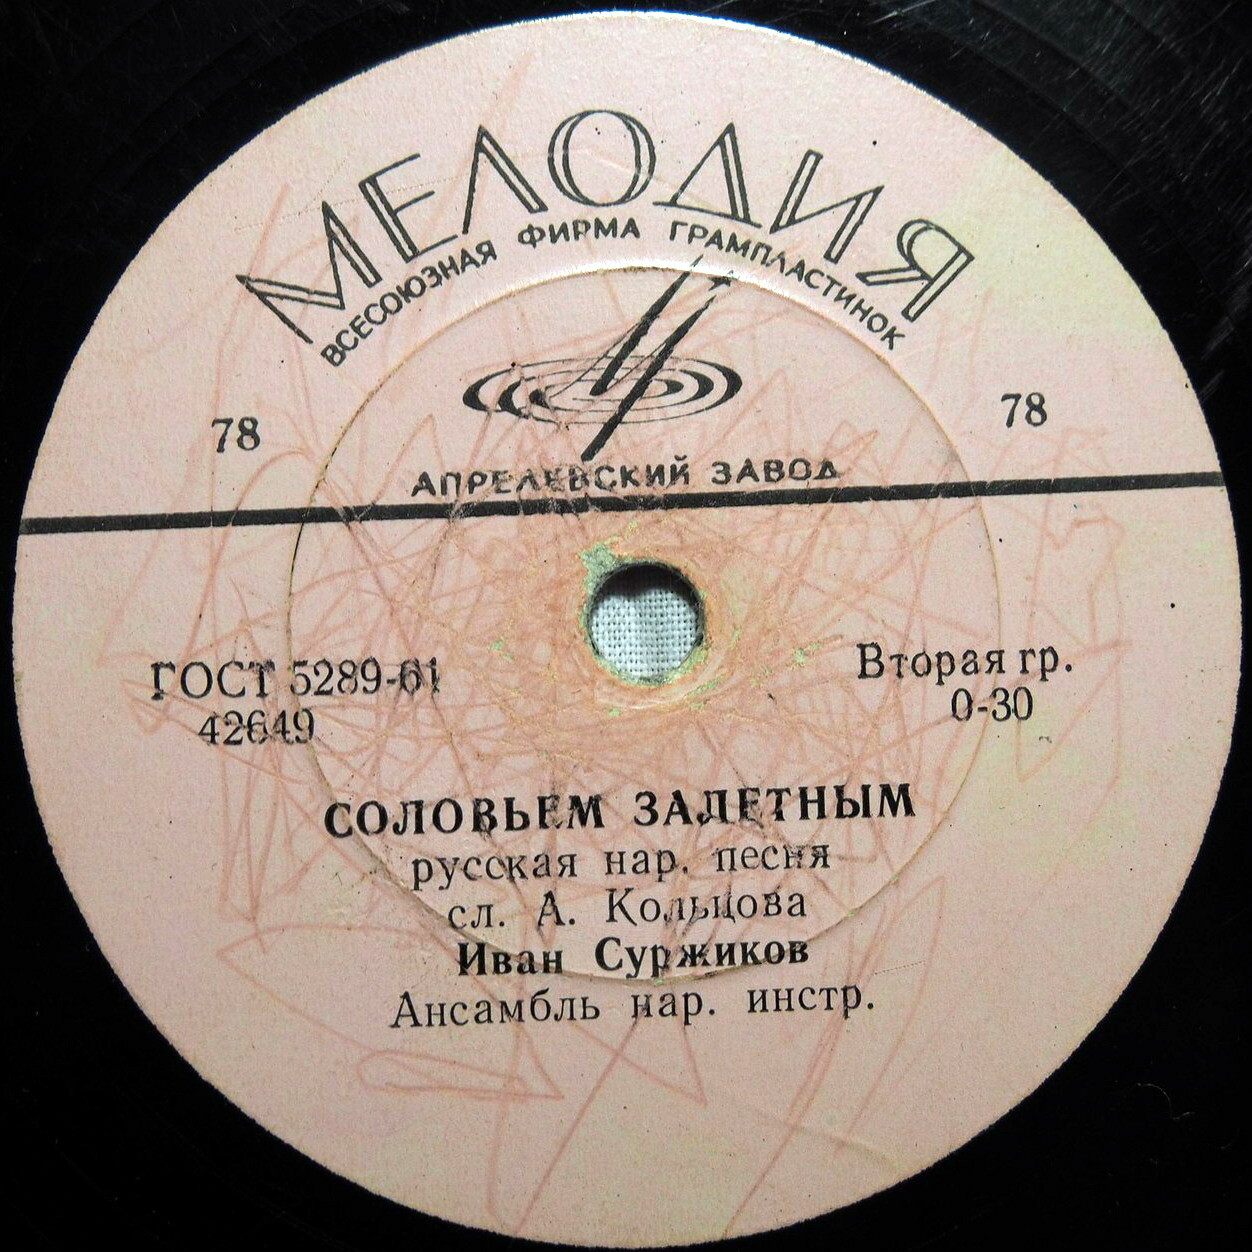 МЕЛОДИЯ
ВСЕСОЮЗНАЯ ФИРМА ГРАМПЛАСТИНОК
78
78
АПРЕЛЕВСКИЙ ЗАВОД
ГОСТ 5289-61
42649
Вторая гр.
0-30
СОЛОВЬЕМ ЗАЛЕТНЫМ
русская нар. песня
сл. А. Кольцова
Иван Суржиков
Ансамбль нар. инстр.